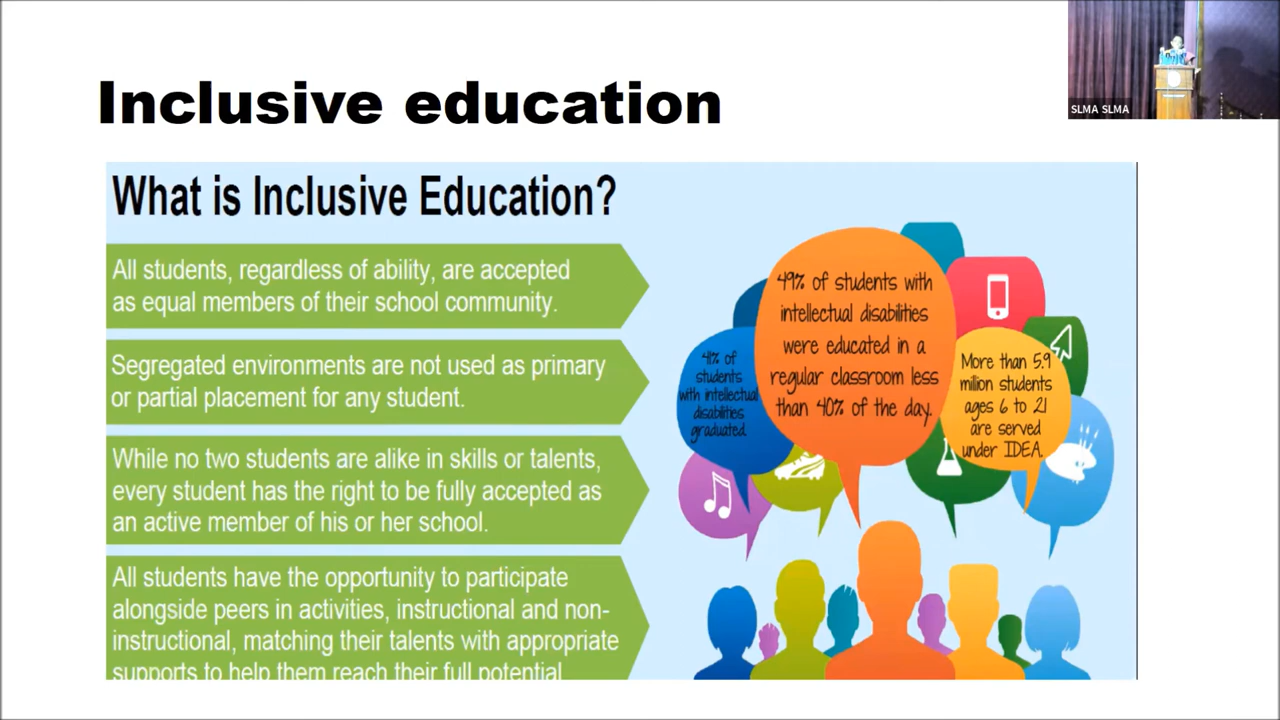 Inclusive education
SLMA SLMA
What is Inclusive Education?
All students, regardless of ability, are accepted
as equal members of their school community.
Segregated environments are not used as primary
or partial placement for any student.
While no two students are alike in skills or talents,
every student has the right to be fully accepted as
an active member of his or her school.
All students have the opportunity to participate
alongside peers in activities, instructional and non-
instructional, matching their talents with appropriate
supports to help them reach their full potential
41% of
students
with intellectual
disabilities
graduated.
49% of students with
intellectual disabilities
were educated in a
regular classroom less
than 40% of the day.
More than 5.9
million students
ages 6 to 21
are served
under IDEA.